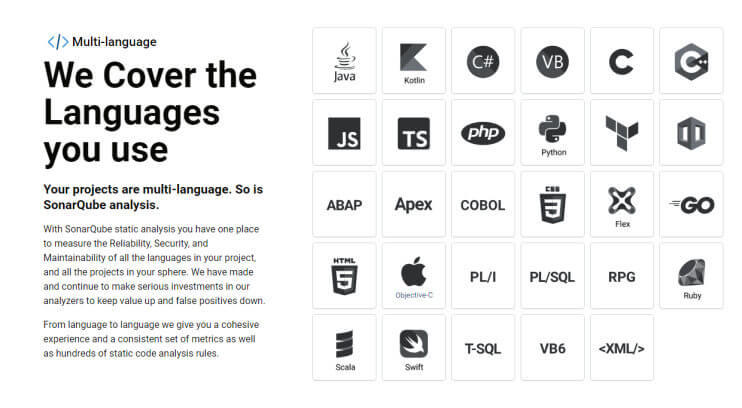 </> Multi-language
We Cover the
Languages
you use
Your projects are multi-language. So is
SonarQube analysis.
With SonarQube static analysis you have one place
to measure the Reliability, Security, and
Maintainability of all the languages in your project,
and all the projects in your sphere. We have made
and continue to make serious investments in our
analyzers to keep value up and false positives down.
From language to language we give you a cohesive
experience and a consistent set of metrics as well
as hundreds of static code analysis rules.
Java
Kotlin
C#
VB
C
C++
JS
TS
php
Python
ABAP
Apex
COBOL
CSS
3
Flex
GO
HTML
5
Objective-C
PL/I
PL/SQL
RPG
Ruby
Scala
Swift
T-SQL
VB6
<XML/>